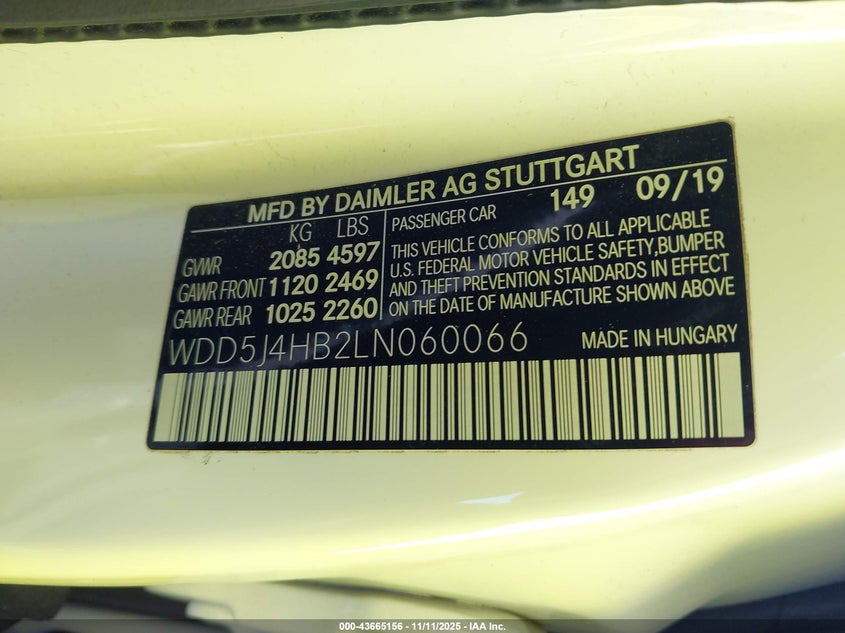 MFD BY DAIMLER AG STUTTGART
KG LBS
GVWR 2085 4597
GAWR FRONT 1120 2469
GAWR REAR 1025 2260
PASSENGER CAR 149 09/19
THIS VEHICLE CONFORMS TO ALL APPLICABLE
U.S. FEDERAL MOTOR VEHICLE SAFETY,BUMPER
AND THEFT PREVENTION STANDARDS IN EFFECT
ON THE DATE OF MANUFACTURE SHOWN ABOVE
WDD5J4HB2LN060066 MADE IN HUNGARY
000-43665156 - 11/11/2025 - IAA Inc.